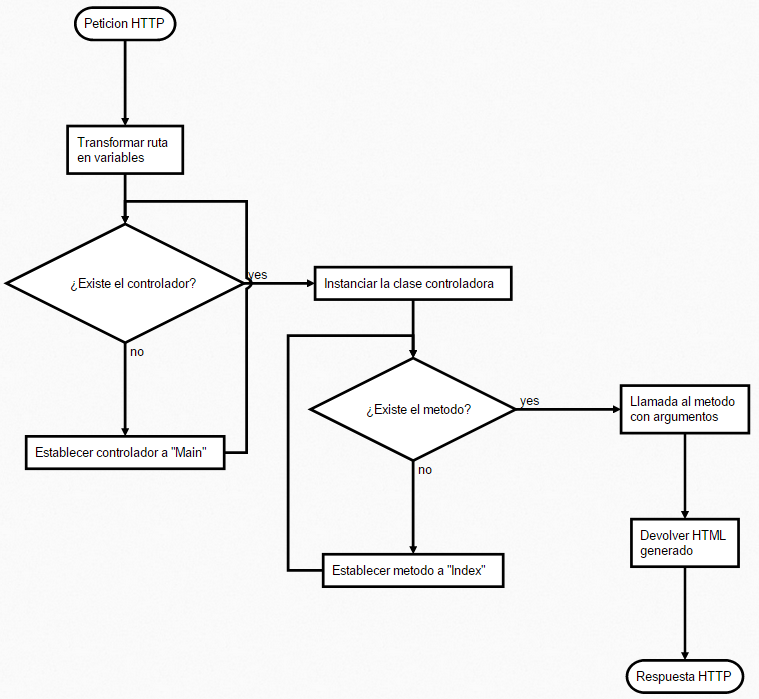 Peticion HTTP
Transformar ruta
en variables
¿Existe el controlador?
yes
Instanciar la clase controladora
no
Establecer controlador a "Main"
¿Existe el metodo?
yes
Llamada al metodo
con argumentos
no
Establecer metodo a "Index"
Devolver HTML
generado
Respuesta HTTP